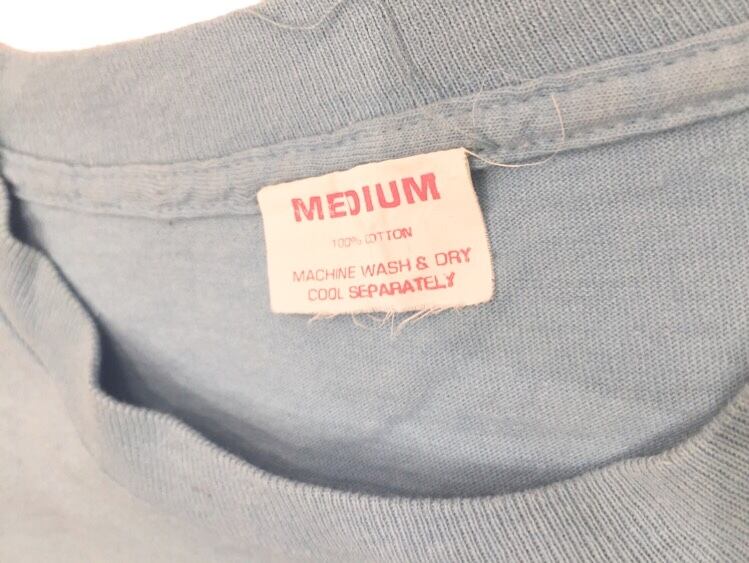 MEDIUM
100% COTTON
MACHINE WASH & DRY
COOL SEPARATELY